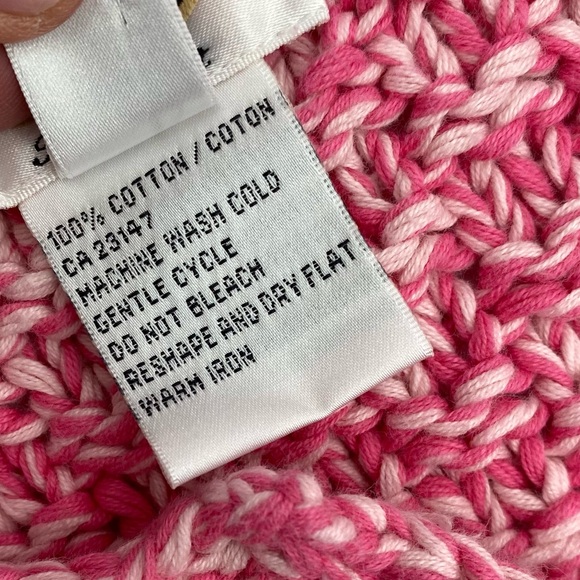 100% COTTON / COTON
CA 23147
MACHINE WASH COLD
GENTLE CYCLE
DO NOT BLEACH
RESHAPE AND DRY FLAT
WARM IRON